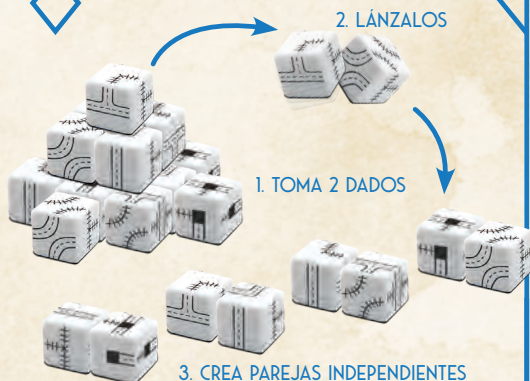 2. LÁNZALOS
1. TOMA 2 DADOS
3. CREA PAREJAS INDEPENDIENTES